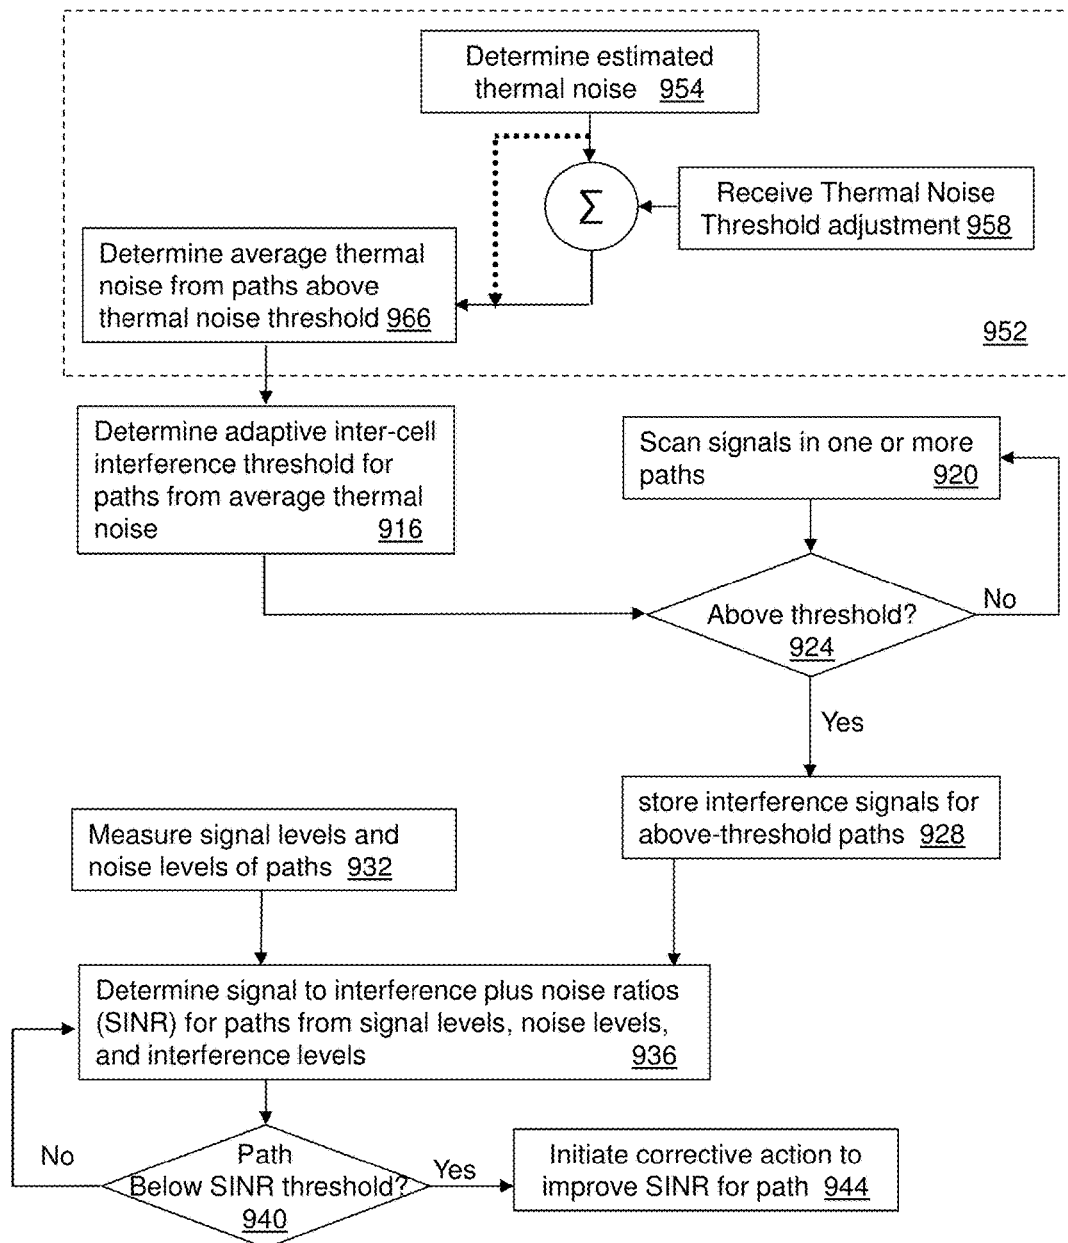 Determine estimated
thermal noise 954
Σ
Receive Thermal Noise
Threshold adjustment 958
Determine average thermal
noise from paths above
thermal noise threshold 966
952
Determine adaptive inter-cell
interference threshold for
paths from average thermal
noise 916
Scan signals in one or more
paths 920
Above threshold?
924
No
Yes
store interference signals for
above-threshold paths 928
Measure signal levels and
noise levels of paths 932
Determine signal to interference plus noise ratios
(SINR) for paths from signal levels, noise levels,
and interference levels 936
No
Path
Below SINR threshold?
940
Yes
Initiate corrective action to
improve SINR for path 944